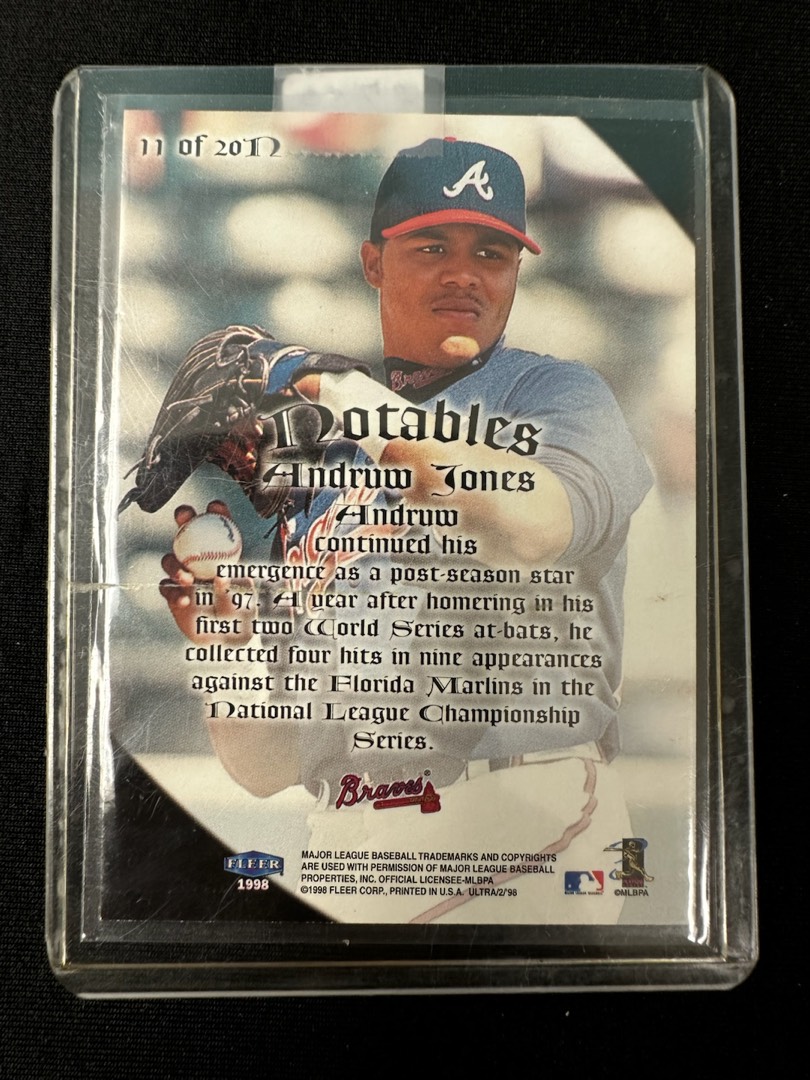 11 of 20 N
A
Braves
Notables
Andruw Jones
Andruw
continued his
emergence as a post-season star
in '97. A year after homering in his
first two World Series at-bats, he
collected four hits in nine appearances
against the Florida Marlins in the
National League Championship
Series.
Braves®
FLEER
1998
MAJOR LEAGUE BASEBALL TRADEMARKS AND COPYRIGHTS
ARE USED WITH PERMISSION OF MAJOR LEAGUE BASEBALL
PROPERTIES, INC. OFFICIAL LICENSEE-MLBPA
©1998 FLEER CORP., PRINTED IN U.S.A. ULTRA/2/'98
©MLBPA